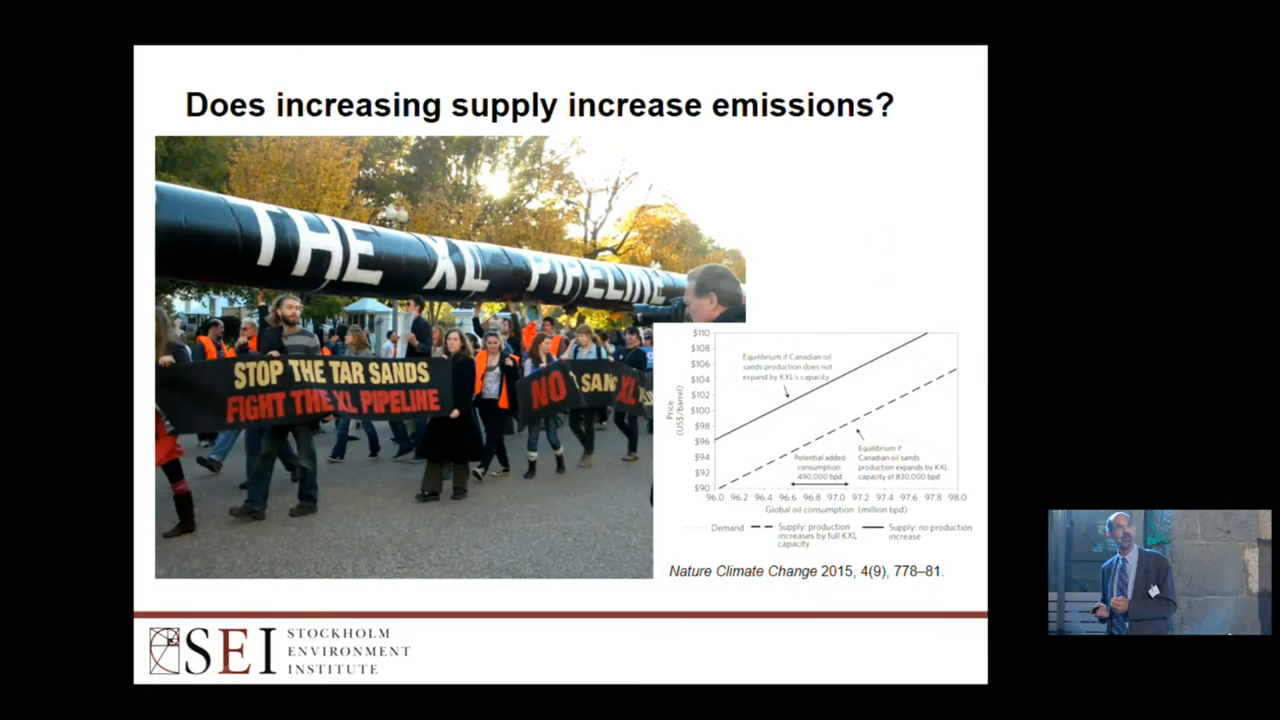 Does increasing supply increase emissions?
THE XL PIPELINE
STOP THE TAR SANDS
FIGHT THE XL PIPELINE
NO SANDS XL
$110
$108
$106
$104
$102
$100
$98
$96
$94
$92
$90
Price
(US$/barrel)
Equilibrium if Canadian oil
sands production does not
expand by KXL's capacity
Potential added
consumption:
490,000 bpd
Equilibrium if
Canadian oil sands
production expands by KXL
capacity of 830,000 bpd
96.0 96.2 96.4 96.6 96.8 97.0 97.2 97.4 97.6 97.8 98.0
Global oil consumption (million bpd)
Demand
Supply: production
increases by full KXL
capacity
Supply: no production
increase
Nature Climate Change 2015, 4(9), 778–81.
SEI
STOCKHOLM
ENVIRONMENT
INSTITUTE